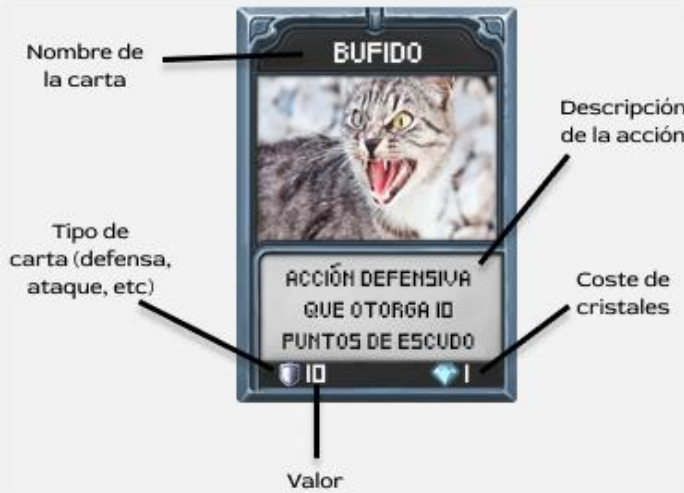 Nombre de
la carta
BUFIDO
Descripción
de la acción
Tipo de
carta (defensa,
ataque, etc)
ACCIÓN DEFENSIVA
QUE OTORGA 10
PUNTOS DE ESCUDO
Coste de
cristales
10
1
Valor